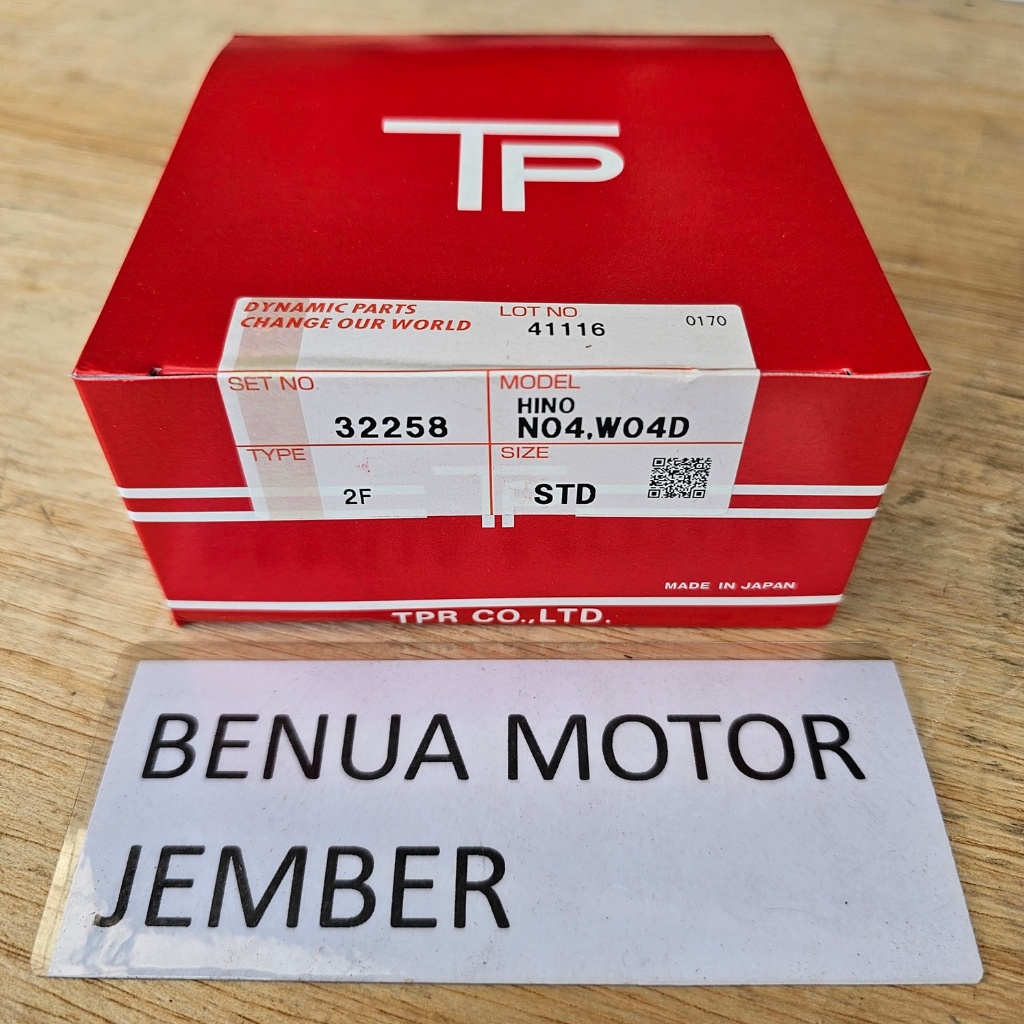 TP
DYNAMIC PARTS
CHANGE OUR WORLD
LOT NO
41116
0170
SET NO.
32258
MODEL
HINO
N04,W04D
TYPE
2F
SIZE
STD
MADE IN JAPAN
TPR CO.,LTD.
BENUA MOTOR
JEMBER